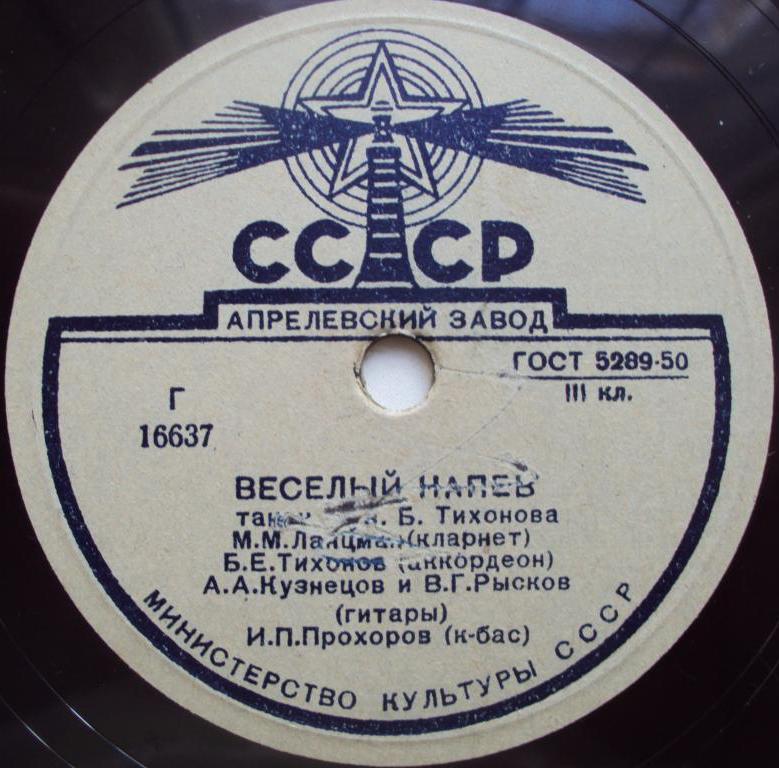 СССР
АПРЕЛЕВСКИЙ ЗАВОД
ГОСТ 5289-50
III кл.
Г
16637
ВЕСЕЛЫЙ НАПЕВ
Б. Тихонова
М.М.Ланцман (кларнет)
Б.Е.Тихонов (аккордеон)
А.А.Кузнецов и В.Г.Рысков
(гитары)
И.П.Прохоров (к-бас)
МИНИСТЕРСТВО КУЛЬТУРЫ СССР